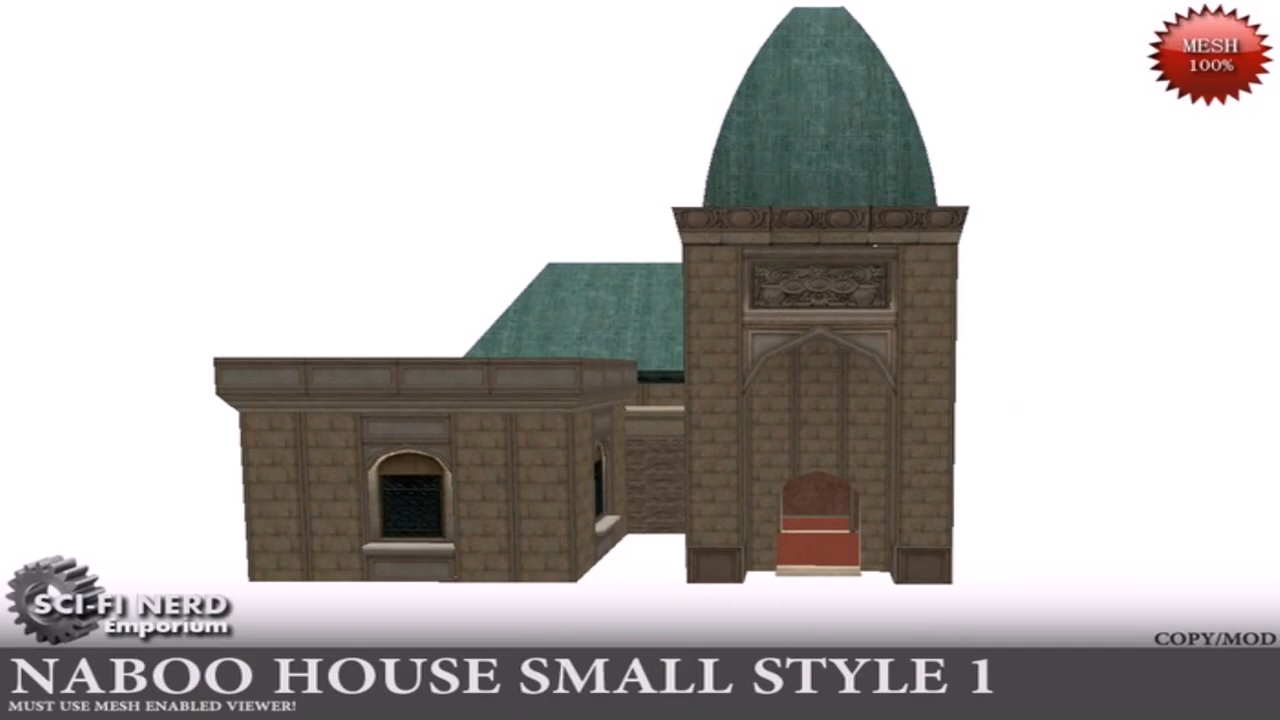 MESH
100%
SCI-FI NERD
Emporium
COPY/MOD
NABOO HOUSE SMALL STYLE 1
MUST USE MESH ENABLED VIEWER!